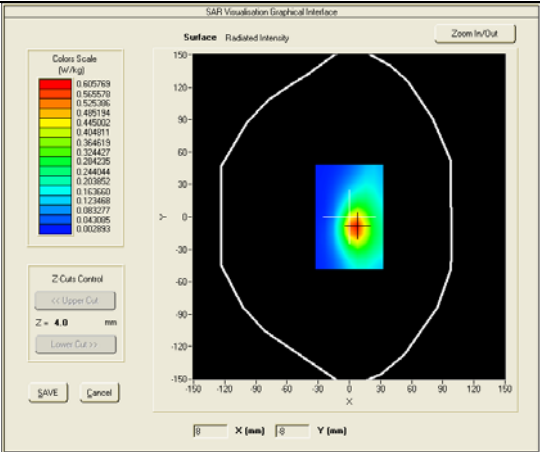 SAR Visualisation Graphical Interface
Surface Radiated Intensity
Zoom In/Out
Colors Scale
(W/kg)
0.605769
0.565578
0.525386
0.485194
0.445002
0.404811
0.364619
0.324427
0.284235
0.244044
0.203852
0.163660
0.123468
0.083277
0.043085
0.002893
150
120
90
60
30
0
-30
-60
-90
-120
-150
Y
-150 -120 -90 -60 -30 0 30 60 90 120 150
X
Z-Cuts Control
<< Upper Cut
Z = 4.0 mm
Lower Cut >>
SAVE Cancel
8 X (mm) -8 Y (mm)